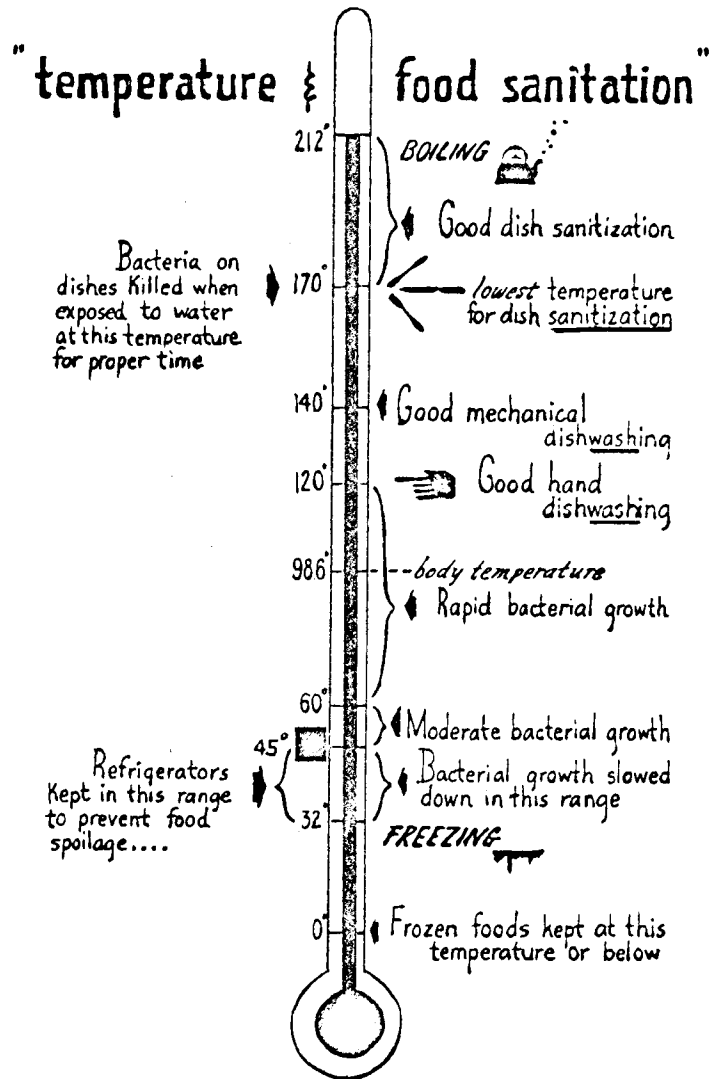 "temperature & food sanitation"
212°
BOILING
Good dish sanitization
Bacteria on
dishes Killed when
exposed to water
at this temperature
for proper time
170°
lowest temperature
for dish sanitization
140°
Good mechanical
dishwashing
120°
Good hand
dishwashing
98.6°
body temperature
Rapid bacterial growth
60°
Moderate bacterial growth
45°
Refrigerators
Kept in this range
to prevent food
spoilage....
Bacterial growth slowed
down in this range
32°
FREEZING
0°
Frozen foods kept at this
temperature or below